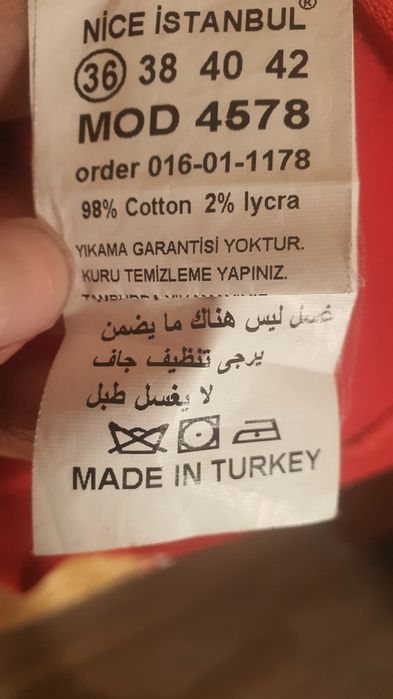 NİCE İSTANBUL®
36 38 40 42
MOD 4578
order 016-01-1178
98% Cotton 2% lycra
YIKAMA GARANTİSİ YOKTUR.
KURU TEMİZLEME YAPINIZ.
غسل ليس هناك ما يضمن
يرجى تنظيف جاف
لا يغسل طبل
MADE IN TURKEY